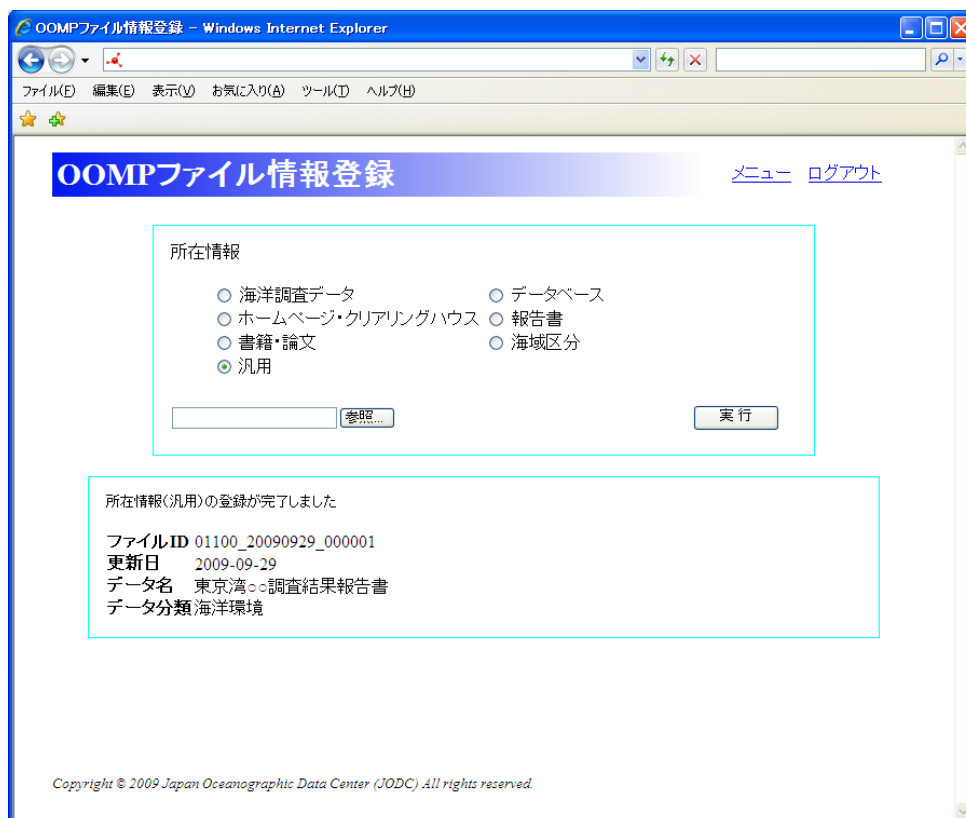 OOMPファイル情報登録 - Windows Internet Explorer
ファイル(F) 編集(E) 表示(V) お気に入り(A) ツール(T) ヘルプ(H)
OOMPファイル情報登録 メニュー ログアウト
所在情報
海洋調査データ データベース
ホームページ・クリアリングハウス 報告書
書籍・論文 海域区分
汎用
参照... 実行
所在情報(汎用)の登録が完了しました
ファイルID 01100_20090929_000001
更新日 2009-09-29
データ名 東京湾○○調査結果報告書
データ分類 海洋環境
Copyright © 2009 Japan Oceanographic Data Center (JODC) All rights reserved.